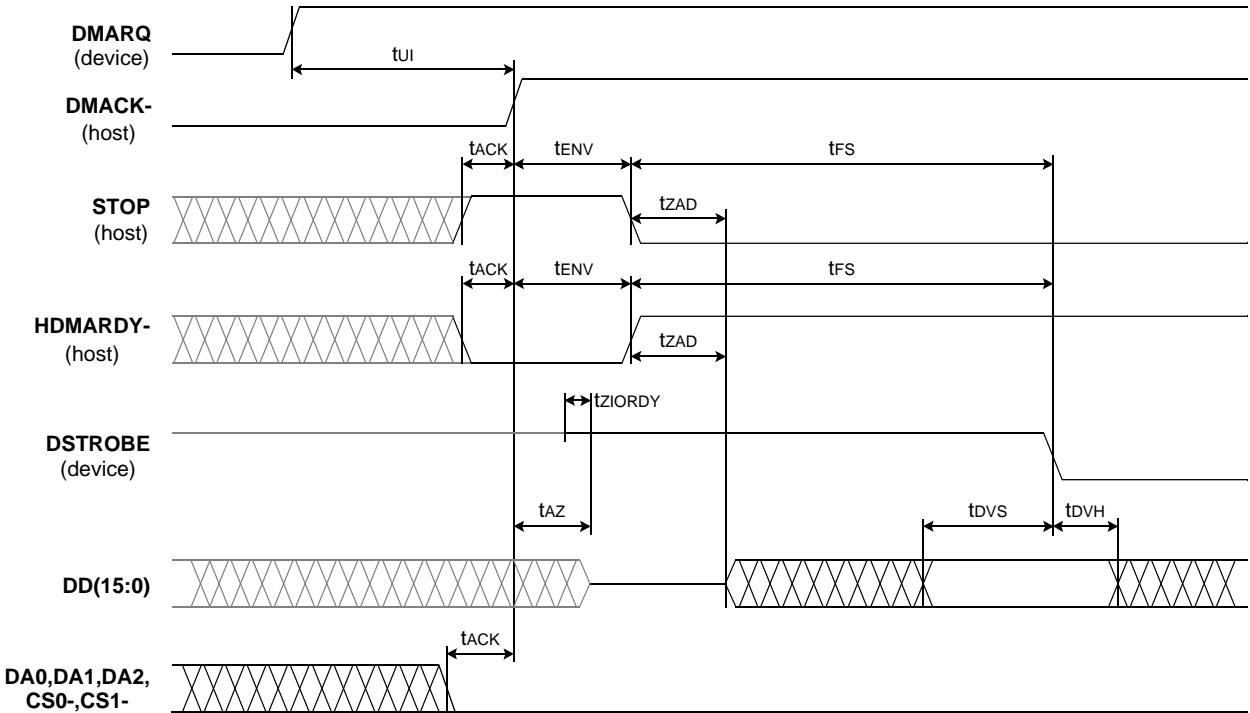 DMARQ
(device)
tUI
DMACK-
(host)
tACK
tENV
tFS
STOP
(host)
tZAD
tACK
tENV
tFS
HDMARDY-
(host)
tZAD
tZIORDY
DSTROBE
(device)
tAZ
tDVS
tDVH
DD(15:0)
tACK
DA0,DA1,DA2,
CS0-,CS1-